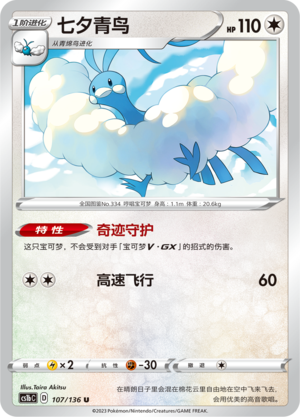 1阶进化
七夕青鸟
HP 110
从青绵鸟进化
全国图鉴No.334 哼唱宝可梦 身高：1.1m 体重：20.6kg
特性 奇迹守护
这只宝可梦，不会受到对手「宝可梦V・GX」的招式的伤害。
高速飞行 60
弱点 ×2 抵抗力 -30 撤退
Illus.Taira Akitsu
CS1b C D 107/136 U
在晴朗日子里会混在棉花云里自由地在空中飞来飞去、
会用优美的高音歌唱。
©2023 Pokémon/Nintendo/Creatures/GAME FREAK.